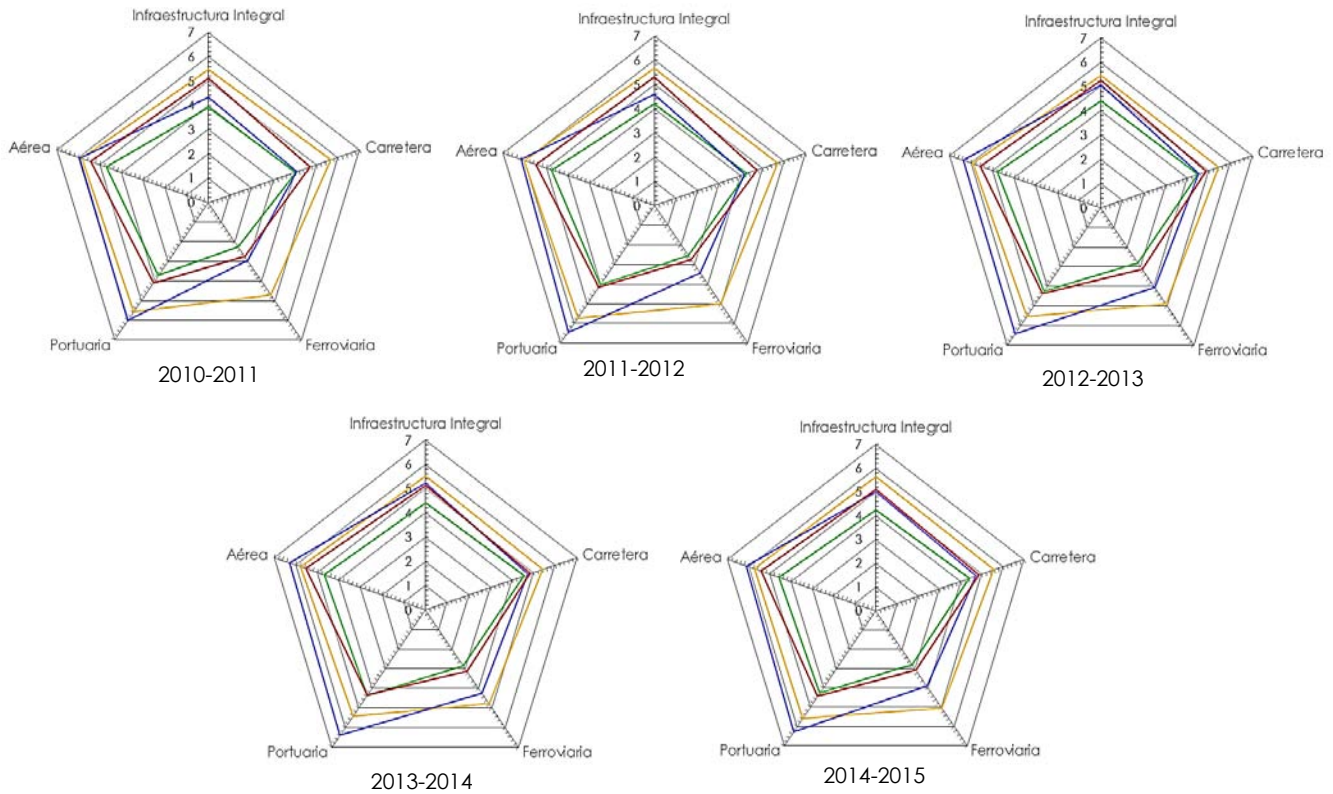 Infraestructura Integral
7
6
5
4
3
2
1
0
Aérea
Carretera
Portuaria
Ferroviaria
2010-2011
Infraestructura Integral
7
6
5
4
3
2
1
0
Aérea
Carretera
Portuaria
Ferroviaria
2011-2012
Infraestructura Integral
7
6
5
4
3
2
1
0
Aérea
Carretera
Portuaria
Ferroviaria
2012-2013
Infraestructura Integral
7
6
5
4
3
2
1
0
Aérea
Carretera
Portuaria
Ferroviaria
2013-2014
Infraestructura Integral
7
6
5
4
3
2
1
0
Aérea
Carretera
Portuaria
Ferroviaria
2014-2015